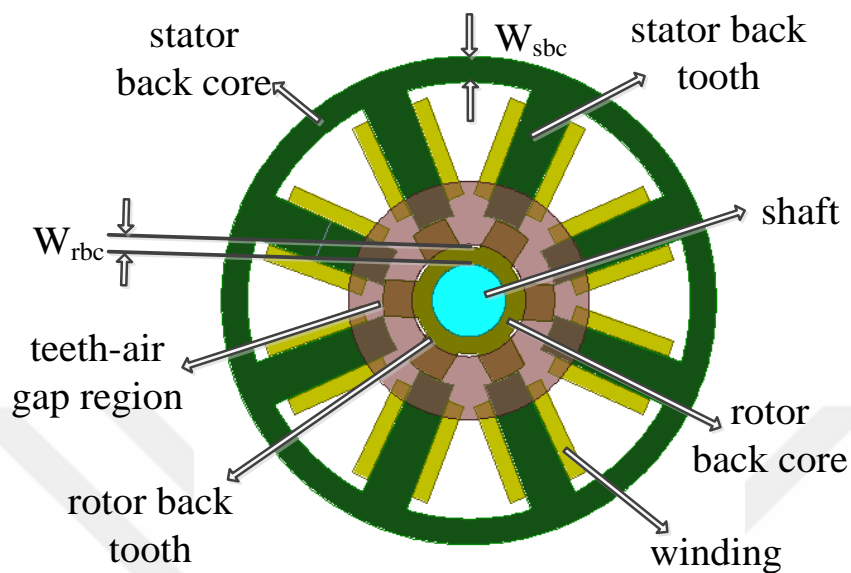 stator
back core
W_sbc
stator back
tooth
shaft
W_rbc
teeth-air
gap region
rotor
back core
rotor back
tooth
winding